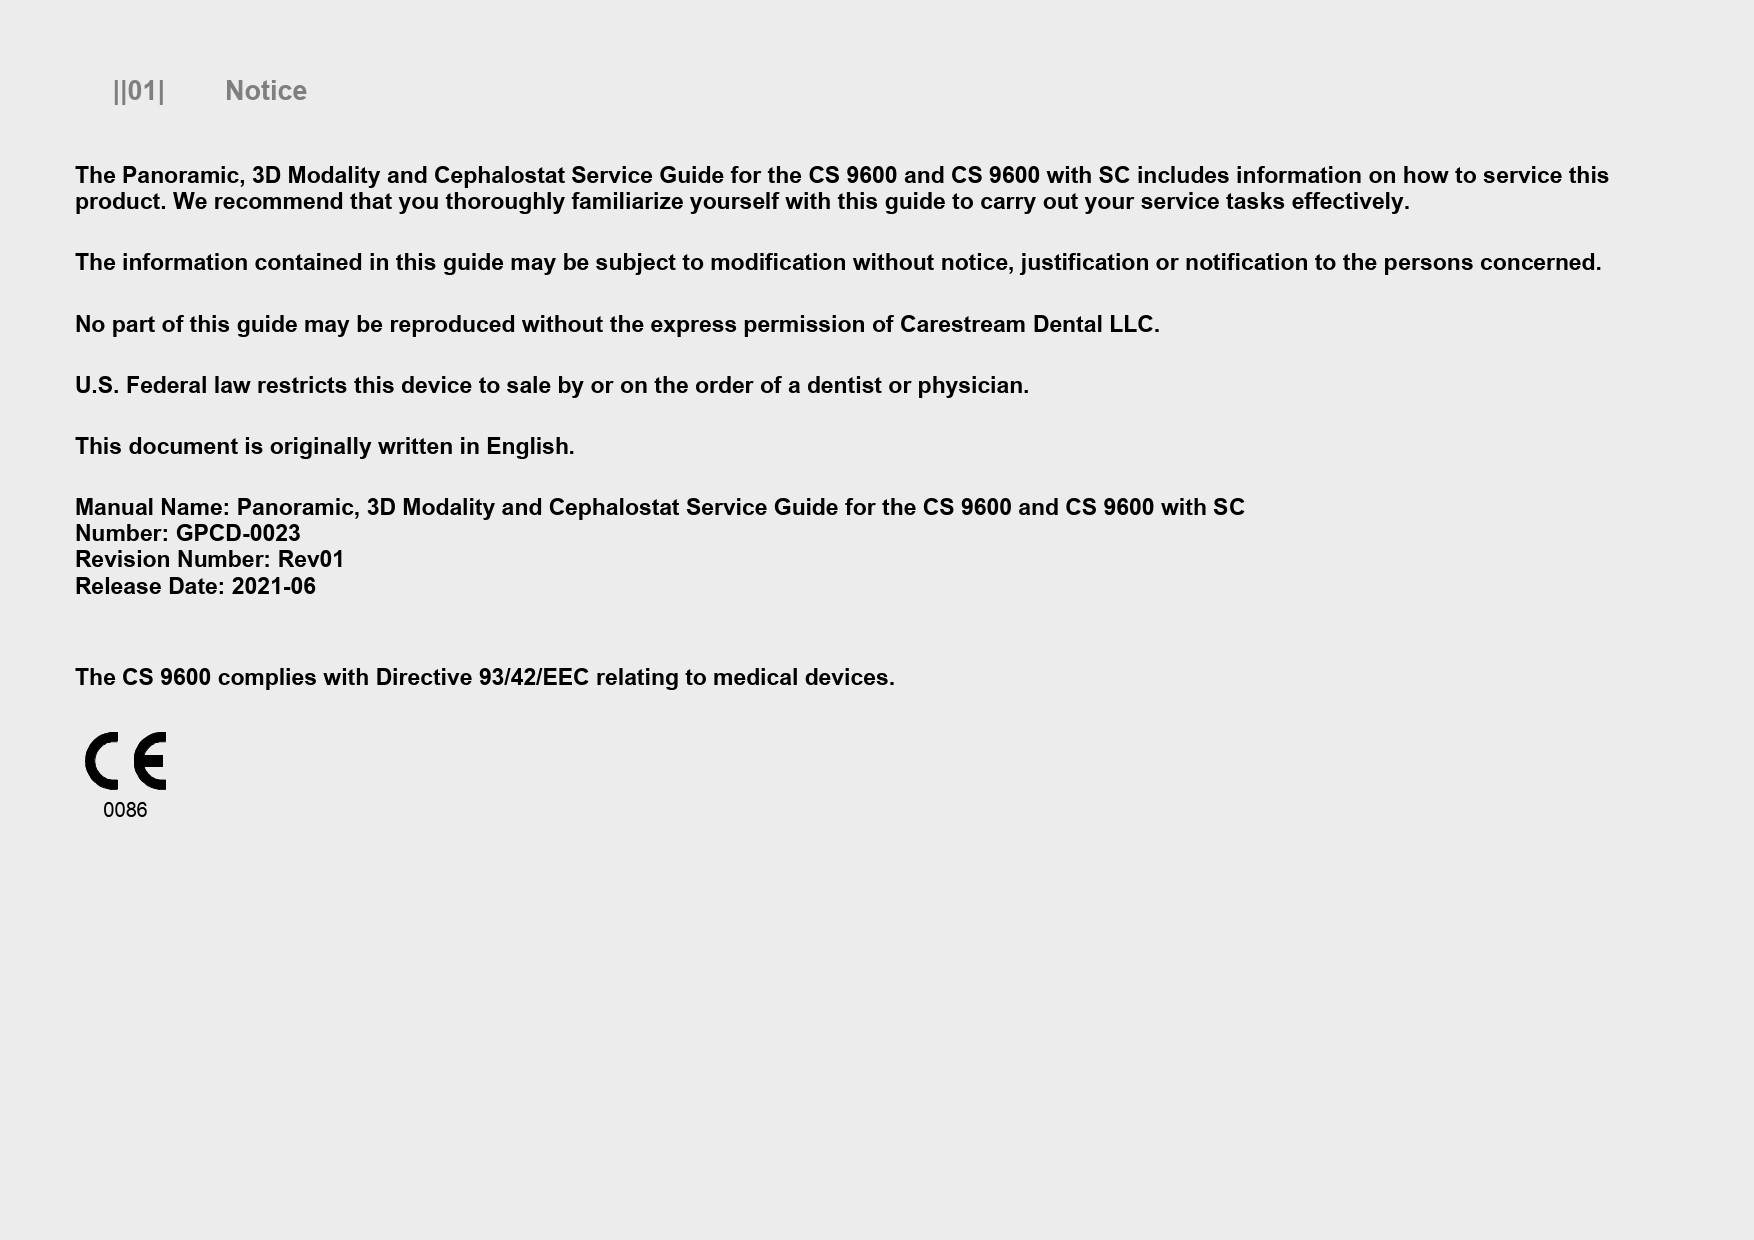 ||01| Notice
The Panoramic, 3D Modality and Cephalostat Service Guide for the CS 9600 and CS 9600 with SC includes information on how to service this
product. We recommend that you thoroughly familiarize yourself with this guide to carry out your service tasks effectively.
The information contained in this guide may be subject to modification without notice, justification or notification to the persons concerned.
No part of this guide may be reproduced without the express permission of Carestream Dental LLC.
U.S. Federal law restricts this device to sale by or on the order of a dentist or physician.
This document is originally written in English.
Manual Name: Panoramic, 3D Modality and Cephalostat Service Guide for the CS 9600 and CS 9600 with SC
Number: GPCD-0023
Revision Number: Rev01
Release Date: 2021-06
The CS 9600 complies with Directive 93/42/EEC relating to medical devices.
CE
0086